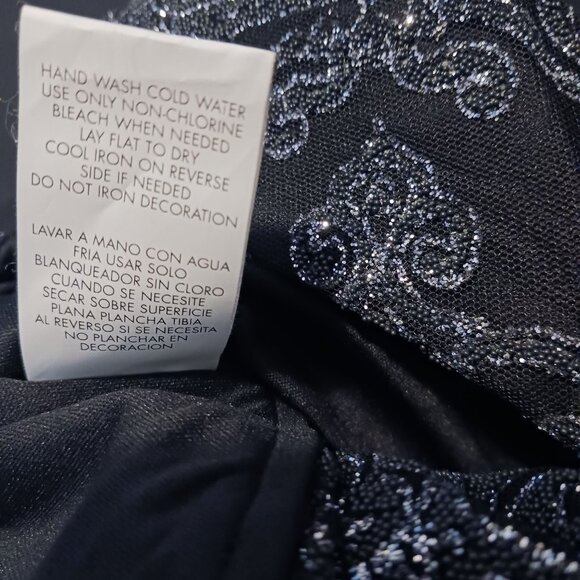 HAND WASH COLD WATER
USE ONLY NON-CHLORINE
BLEACH WHEN NEEDED
LAY FLAT TO DRY
COOL IRON ON REVERSE
SIDE IF NEEDED
DO NOT IRON DECORATION
LAVAR A MANO CON AGUA
FRIA USAR SOLO
BLANQUEADOR SIN CLORO
CUANDO SE NECESITE
SECAR SOBRE SUPERFICIE
PLANA PLANCHA TIBIA
AL REVERSO SI SE NECESITA
NO PLANCHAR EN
DECORACION